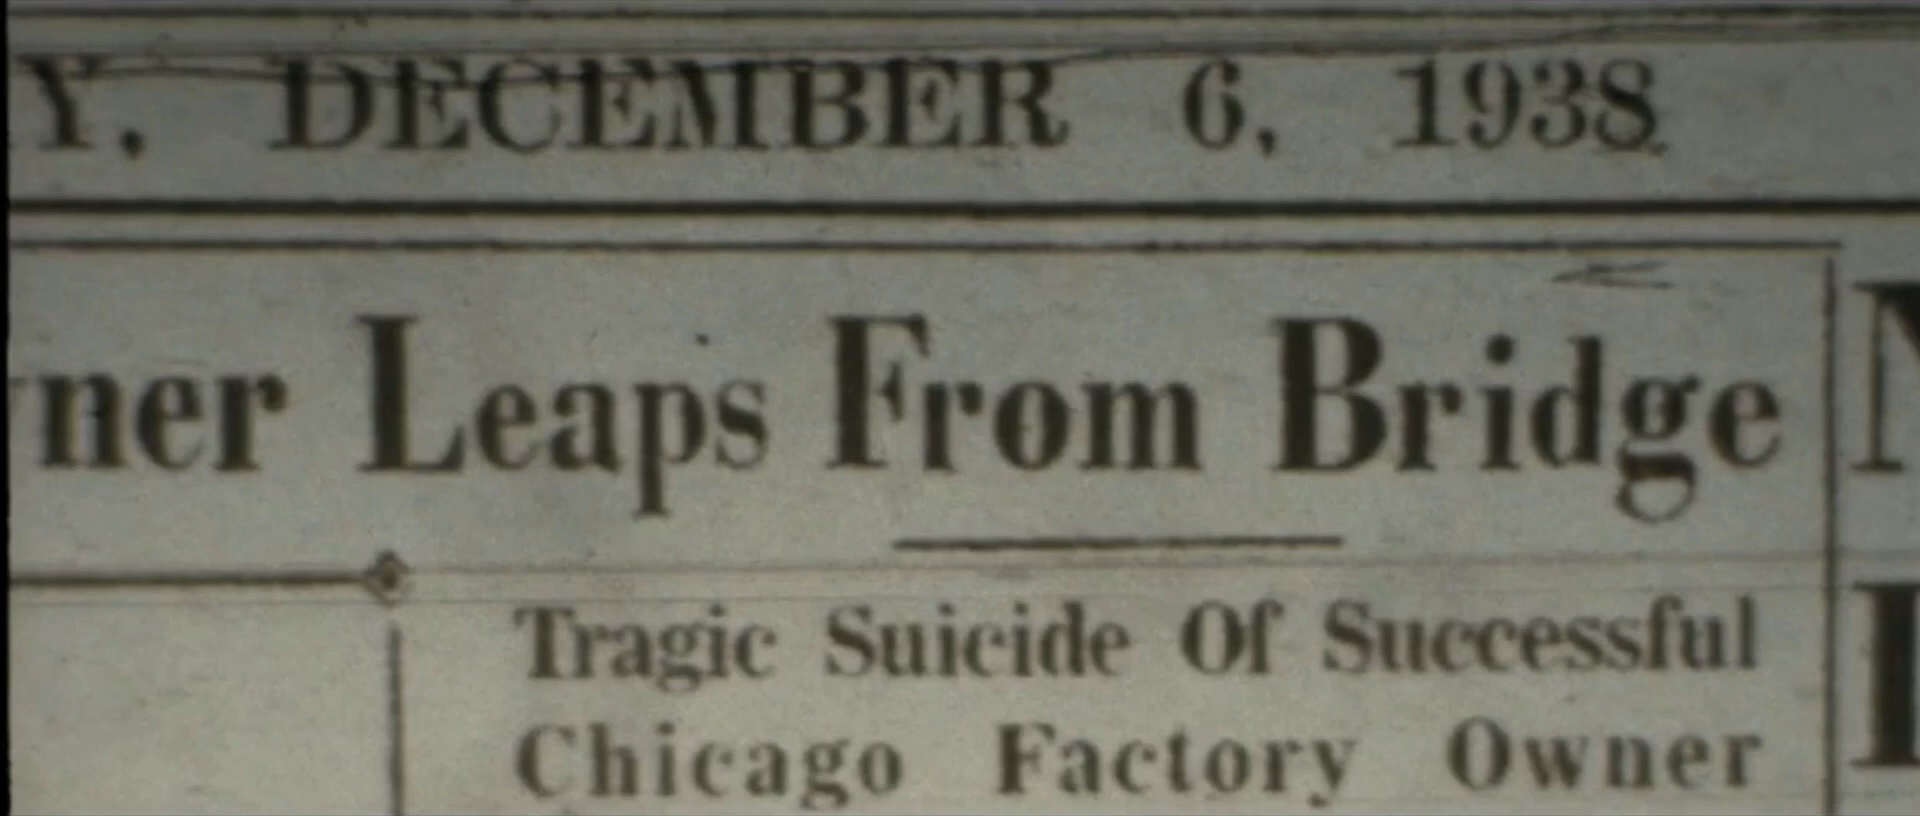 Y, DECEMBER 6, 1938
ner Leaps From Bridge
Tragic Suicide Of Successful
Chicago Factory Owner